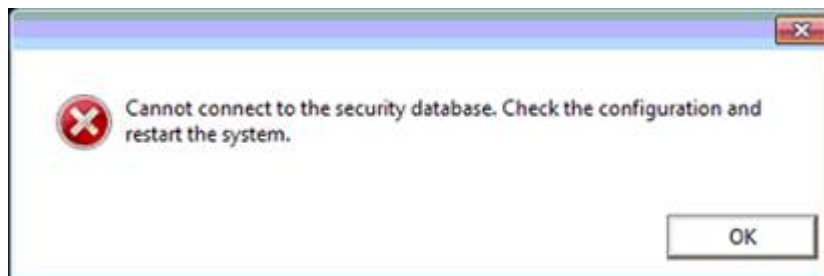 Cannot connect to the security database. Check the configuration and
restart the system.
OK